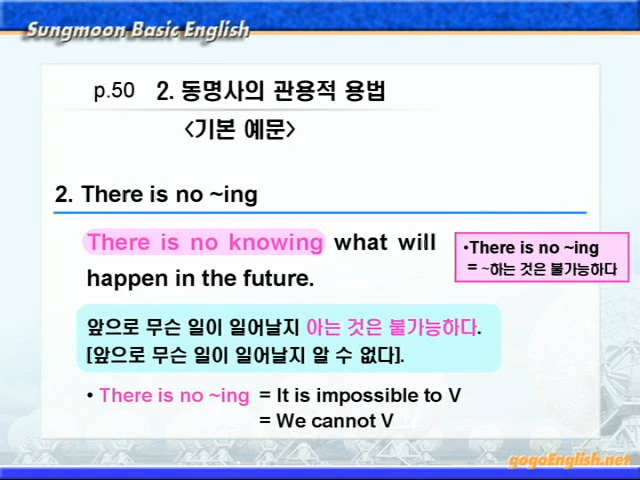 Sungmoon Basic English
p.50 2. 동명사의 관용적 용법
<기본 예문>
2. There is no ~ing
There is no knowing what will
happen in the future.
•There is no ~ing
= ~하는 것은 불가능하다
앞으로 무슨 일이 일어날지 아는 것은 불가능하다.
[앞으로 무슨 일이 일어날지 알 수 없다].
• There is no ~ing = It is impossible to V
= We cannot V
gogoEnglish.net